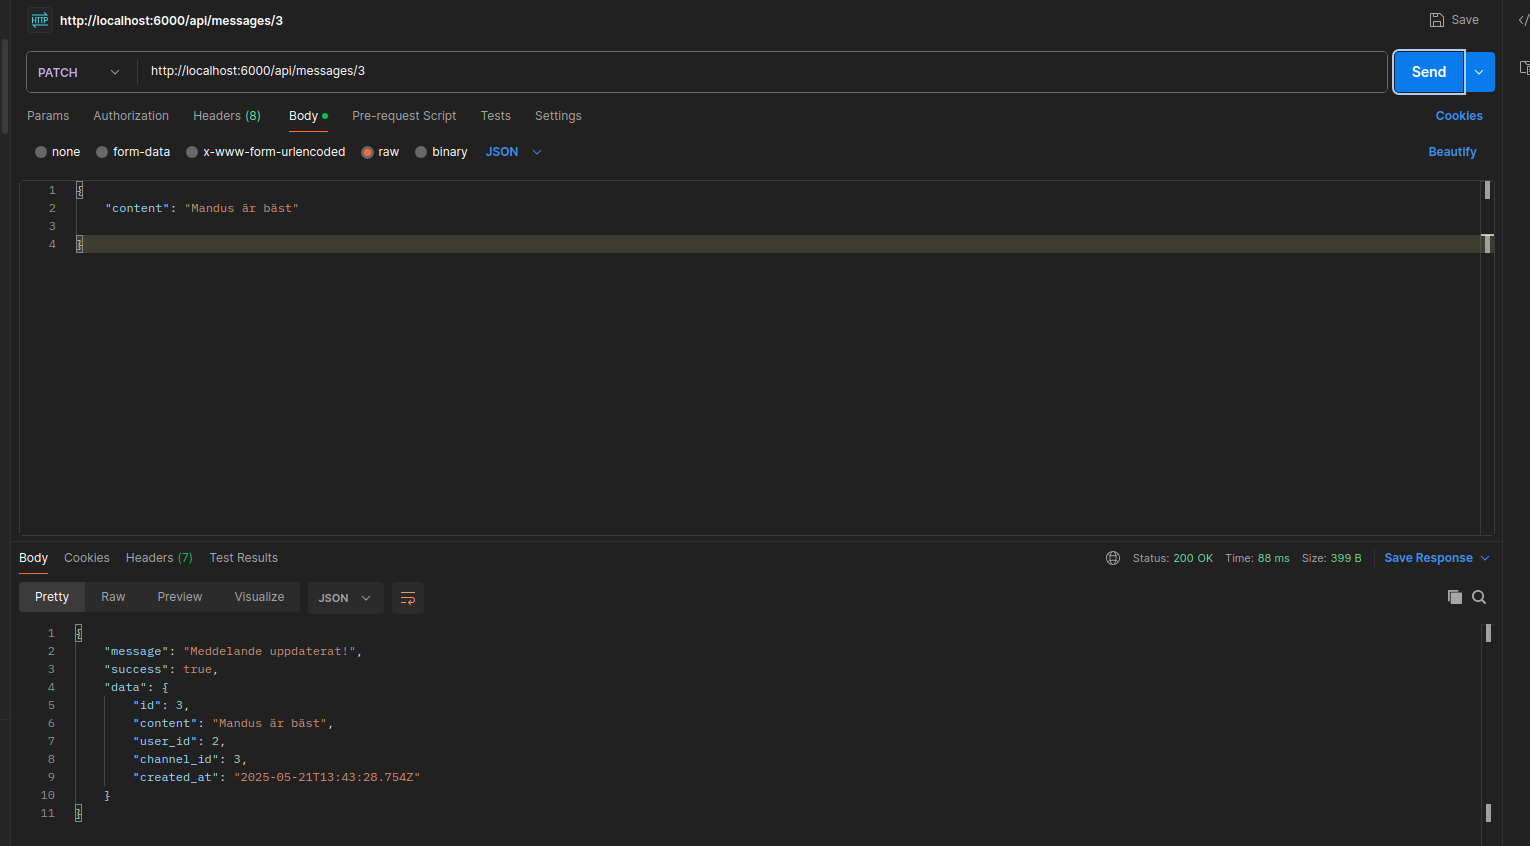 HTTP http://localhost:6000/api/messages/3 Save
PATCH http://localhost:6000/api/messages/3 Send
Params Authorization Headers (8) Body Pre-request Script Tests Settings Cookies
none form-data x-www-form-urlencoded raw binary JSON Beautify
1 {
2 "content": "Mandus är bäst"
3
4 }
Body Cookies Headers (7) Test Results Status: 200 OK Time: 88 ms Size: 399 B Save Response
Pretty Raw Preview Visualize JSON
1 {
2 "message": "Meddelande uppdaterat!",
3 "success": true,
4 "data": {
5 "id": 3,
6 "content": "Mandus är bäst",
7 "user_id": 2,
8 "channel_id": 3,
9 "created_at": "2025-05-21T13:43:28.754Z"
10 }
11 }